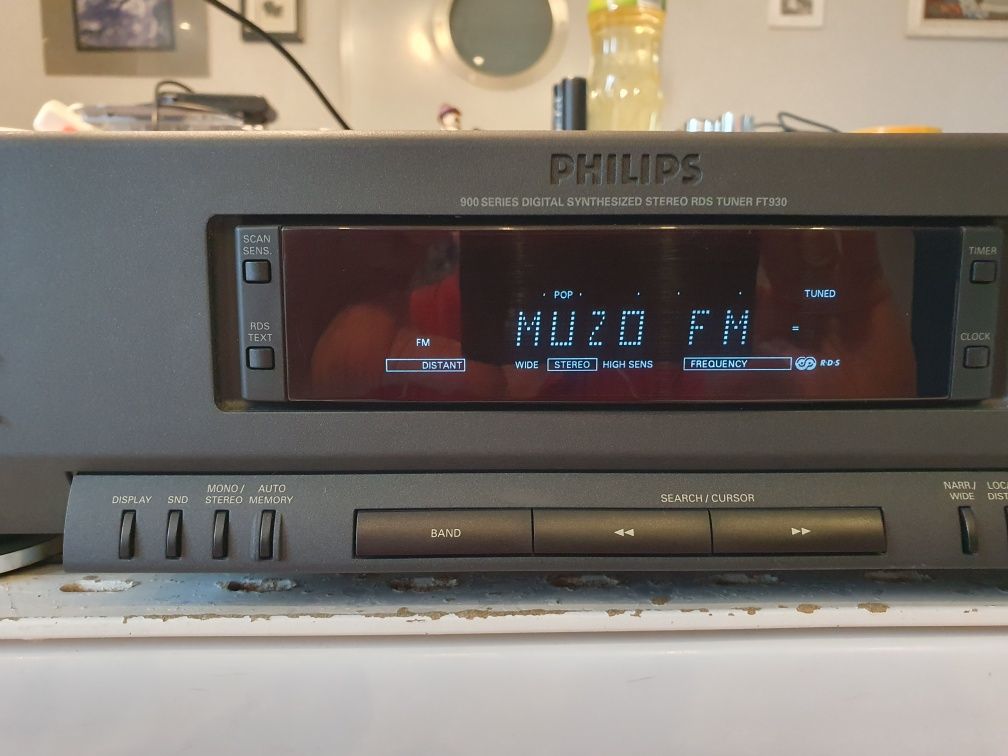 PHILIPS
900 SERIES DIGITAL SYNTHESIZED STEREO RDS TUNER FT930
SCAN
SENS.
TIMER
POP
TUNED
RDS
TEXT
MUZO FM
CLOCK
FM
DISTANT
WIDE STEREO HIGH SENS FREQUENCY R·D·S
DISPLAY
SND
MONO/
STEREO
AUTO
MEMORY
SEARCH / CURSOR
NARR./
WIDE
BAND